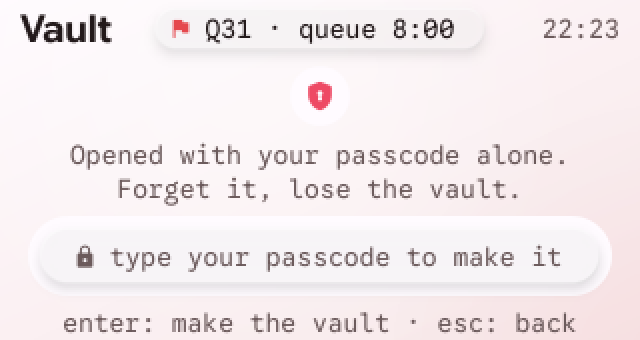 Vault
Q31 · queue 8:00
22:23
Opened with your passcode alone.
Forget it, lose the vault.
type your passcode to make it
enter: make the vault · esc: back